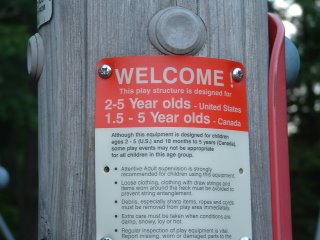 WELCOME !
This play structure is designed for
2-5 Year olds - United States
1.5 - 5 Year olds - Canada
Although this equipment is designed for children
ages 2 - 5 (U.S.) and 18 months to 5 years (Canada),
some play events may not be appropriate
for all children in this age group.
• Attentive Adult supervision is strongly
recommended for children using this equipment.
• Loose clothing, clothing with draw strings and
items worn around the neck must be avoided to
prevent string entanglement.
• Debris, especially sharp items, ropes and cords
must be removed from play area immediately.
• Extra care must be taken when conditions are
damp, snowy, icy or hot.
• Regular inspection of play equipment is vital.
Report missing, worn or damaged parts to the